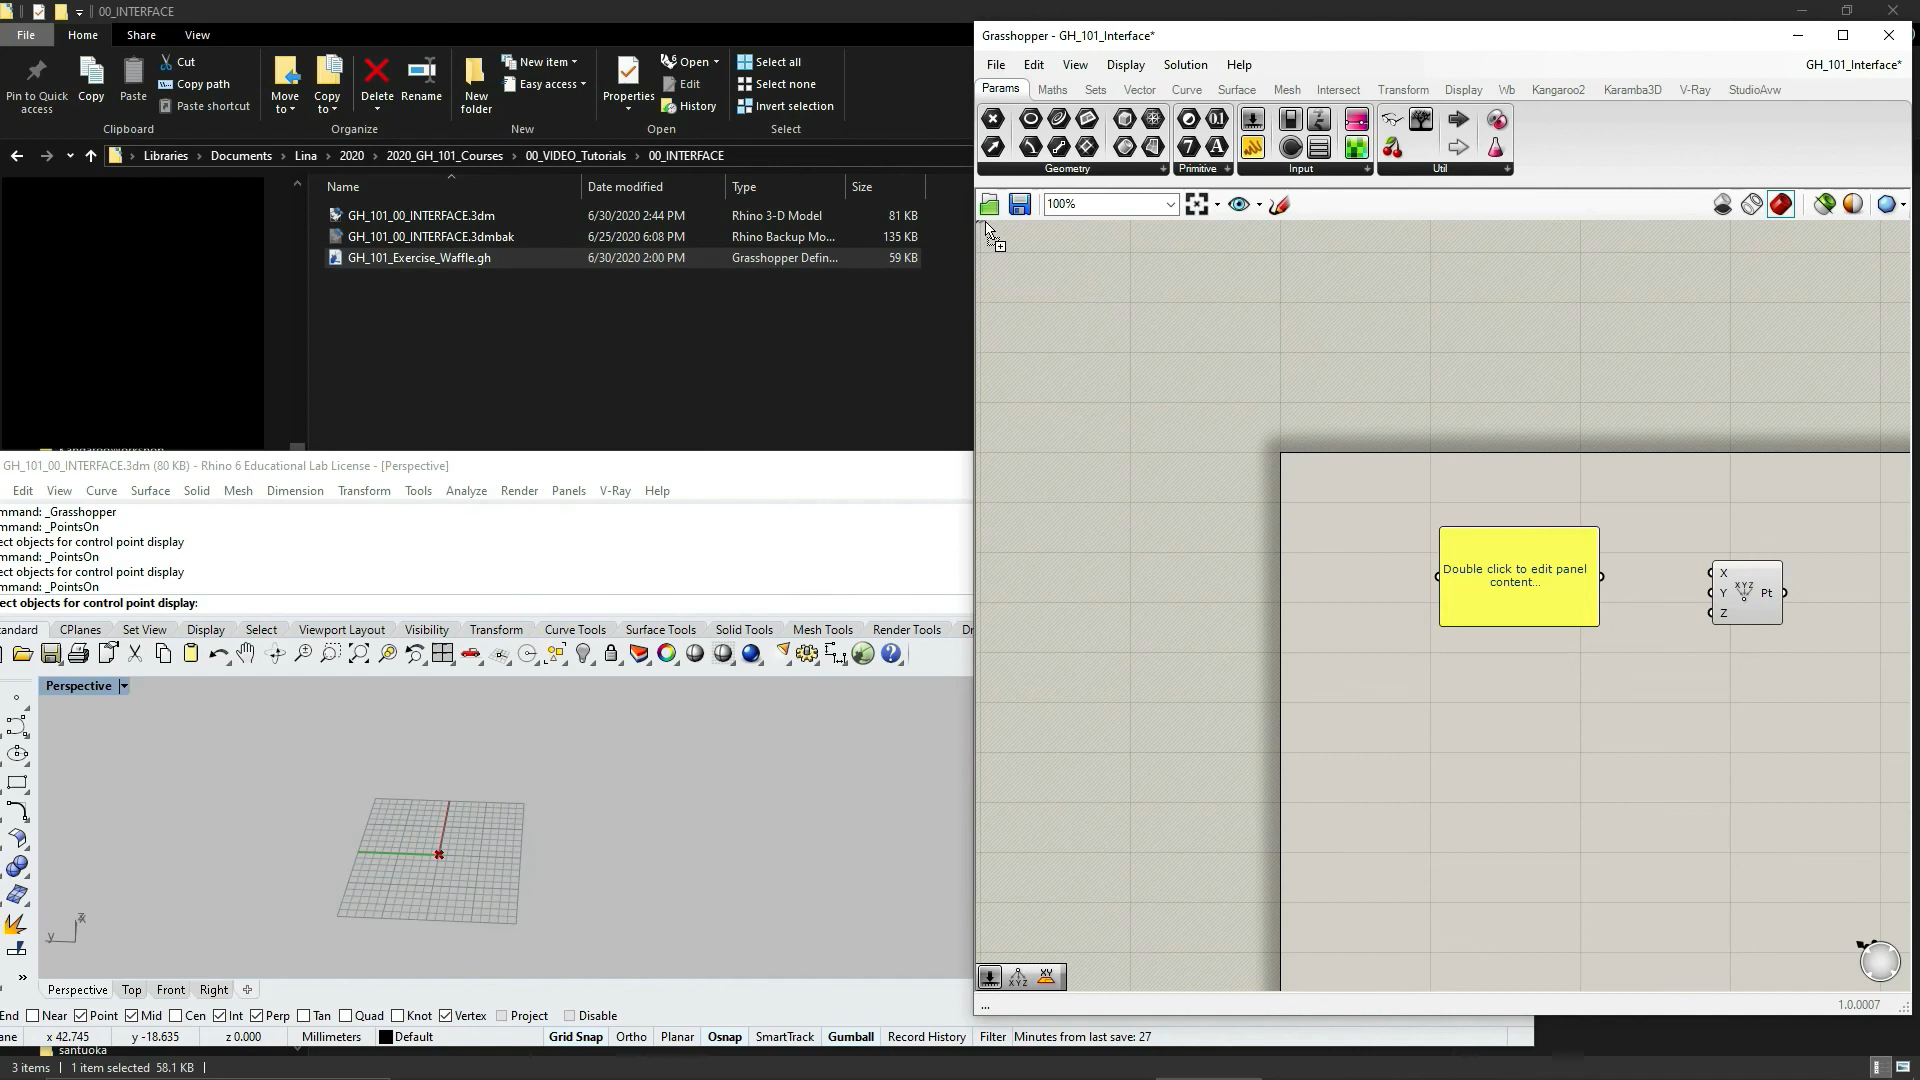 00_INTERFACE
File
Home
Share
View
Pin to Quick access
Copy
Paste
Cut
Copy path
Paste shortcut
Clipboard
Move to
Copy to
Delete
Rename
Organize
New folder
New item
Easy access
New
Properties
Open
Edit
History
Open
Select all
Select none
Invert selection
Select
Libraries
Documents
Lina
2020
2020_GH_101_Courses
00_VIDEO_Tutorials
00_INTERFACE
Name
Date modified
Type
Size
GH_101_00_INTERFACE.3dm 6/30/2020 2:44 PM Rhino 3-D Model 81 KB
GH_101_00_INTERFACE.3dmbak 6/25/2020 6:08 PM Rhino Backup Mo... 135 KB
GH_101_Exercise_Waffle.gh 6/30/2020 2:00 PM Grasshopper Defin... 59 KB
GH_101_00_INTERFACE.3dm (80 KB) - Rhino 6 Educational Lab License - [Perspective]
Edit View Curve Surface Solid Mesh Dimension Transform Tools Analyze Render Panels V-Ray Help
mmand: _Grasshopper
mmand: _PointsOn
ect objects for control point display
mmand: _PointsOn
ect objects for control point display
mmand: _PointsOn
ect objects for control point display:
andard CPlanes Set View Display Select Viewport Layout Visibility Transform Curve Tools Surface Tools Solid Tools Mesh Tools Render Tools Dr
Perspective
z
x
y
Perspective Top Front Right
End Near Point Mid Cen Int Perp Tan Quad Knot Vertex Project Disable
ane x 42.745 y -18.635 z 0.000 Millimeters Default Grid Snap Ortho Planar Osnap SmartTrack Gumball Record History Filter Minutes from last save: 27
santuoka
3 items 1 item selected 58.1 KB
Grasshopper - GH_101_Interface*
File Edit View Display Solution Help
GH_101_Interface*
Params Maths Sets Vector Curve Surface Mesh Intersect Transform Display Wb Kangaroo2 Karamba3D V-Ray StudioAvw
Geometry
Primitive
Input
Util
100%
Double click to edit panel
content...
X
Y
Z
XYZ
Pt
XYZ
XY
...
1.0.0007